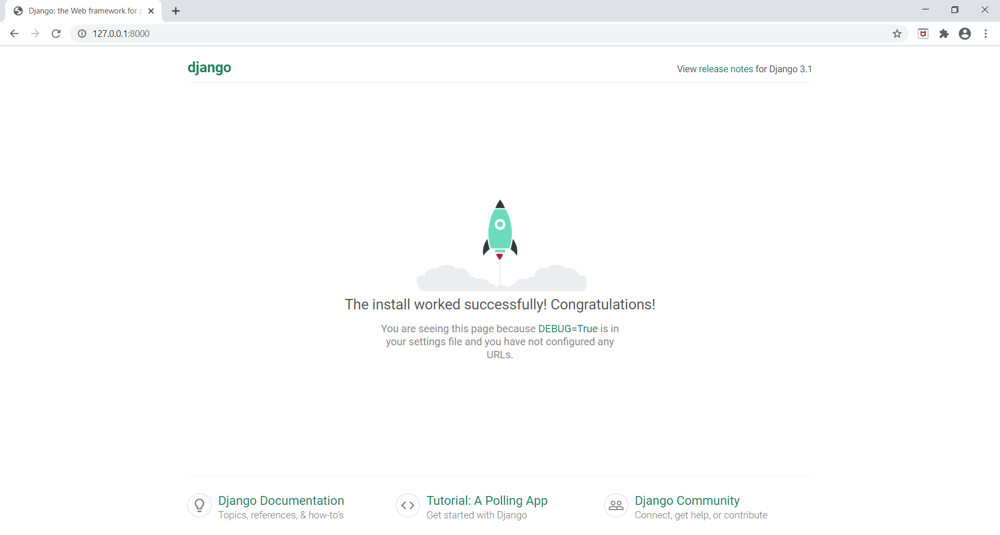 Django: the Web framework for p
127.0.0.1:8000
django
View release notes for Django 3.1
The install worked successfully! Congratulations!
You are seeing this page because DEBUG=True is in
your settings file and you have not configured any
URLs.
Django Documentation
Topics, references, & how-to’s
Tutorial: A Polling App
Get started with Django
Django Community
Connect, get help, or contribute